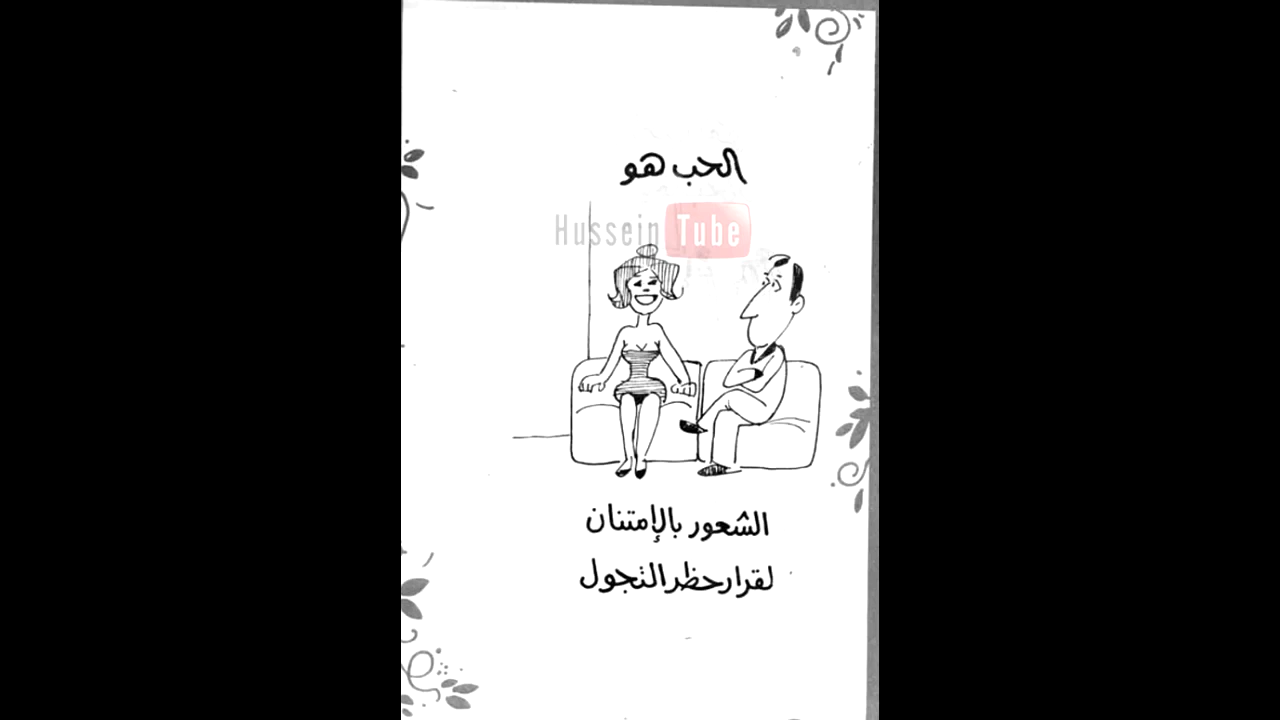 الحب هو
Hussein Tube
الشعور بالإمتنان
لقرار حظر التجول